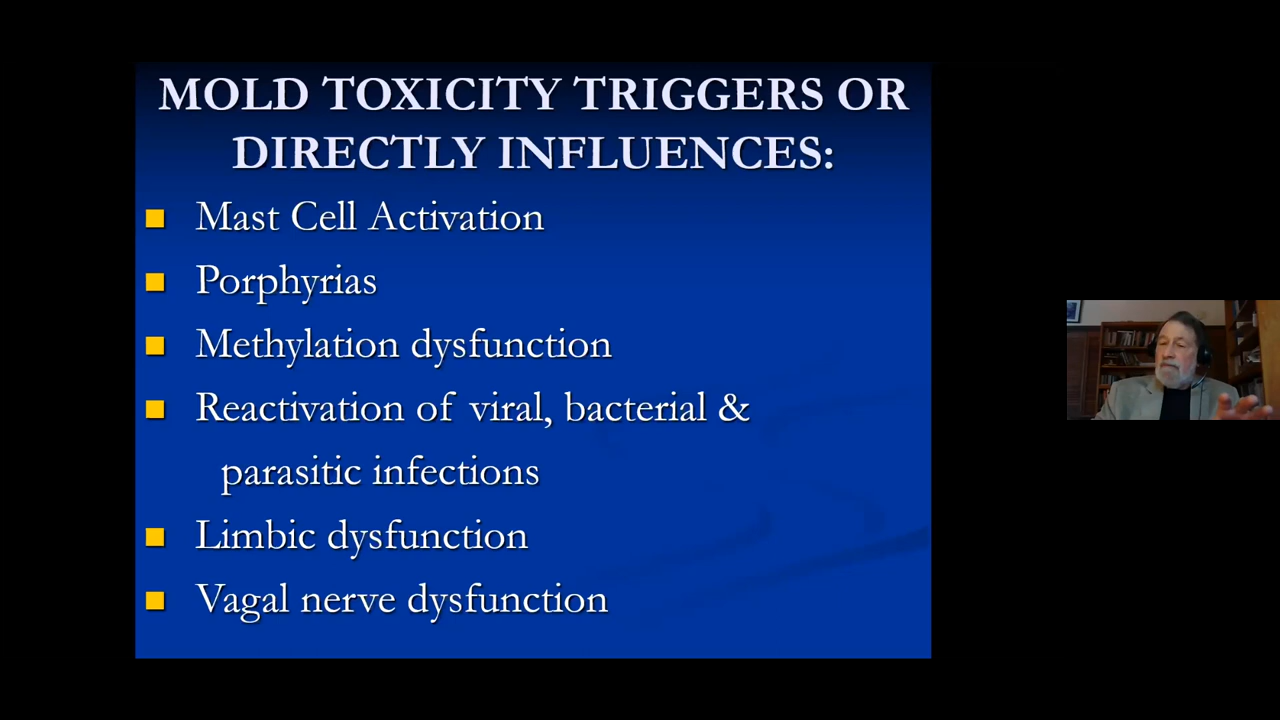 MOLD TOXICITY TRIGGERS OR
DIRECTLY INFLUENCES:
Mast Cell Activation
Porphyrias
Methylation dysfunction
Reactivation of viral, bacterial &
parasitic infections
Limbic dysfunction
Vagal nerve dysfunction